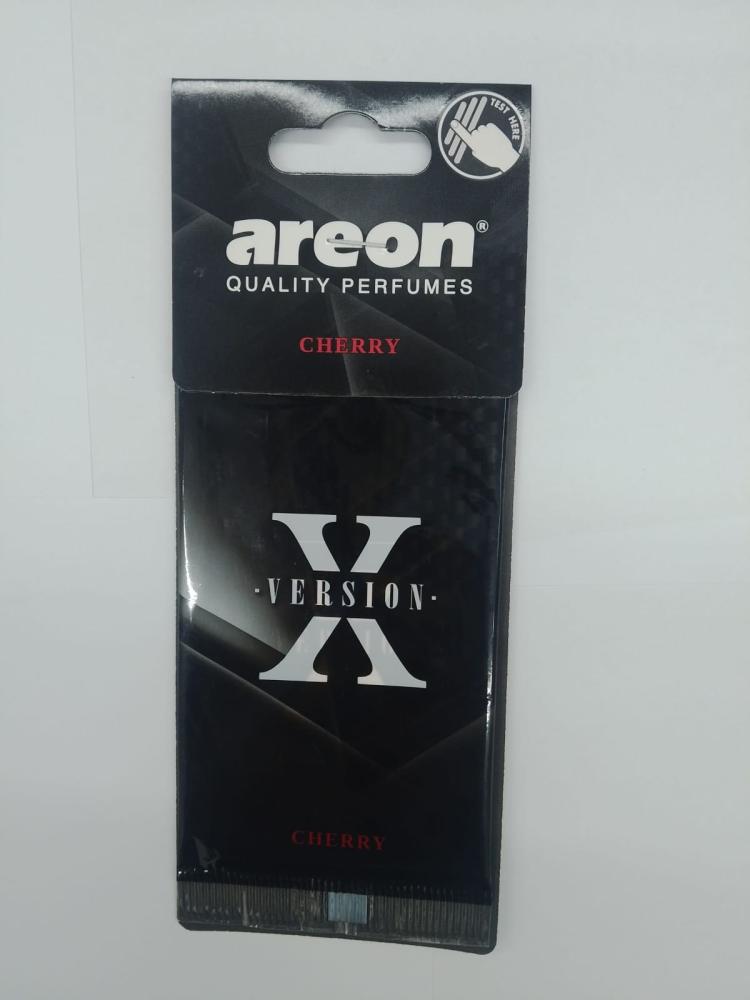 TEST HERE
areon®
QUALITY PERFUMES
CHERRY
X
·VERSION·
CHERRY